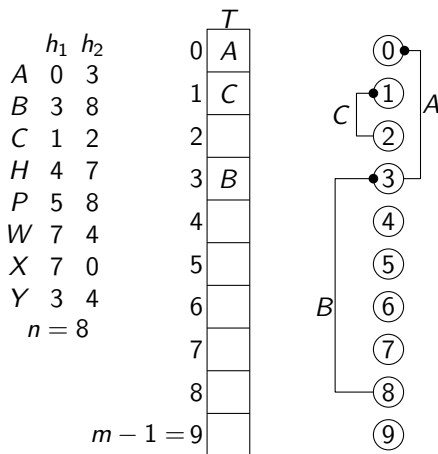 h₁ h₂
A 0 3
B 3 8
C 1 2
H 4 7
P 5 8
W 7 4
X 7 0
Y 3 4
n = 8
T
0 A
1 C
2
3 B
4
5
6
7
8
m − 1 = 9
0
1
2
3
4
5
6
7
8
9
A
C
B